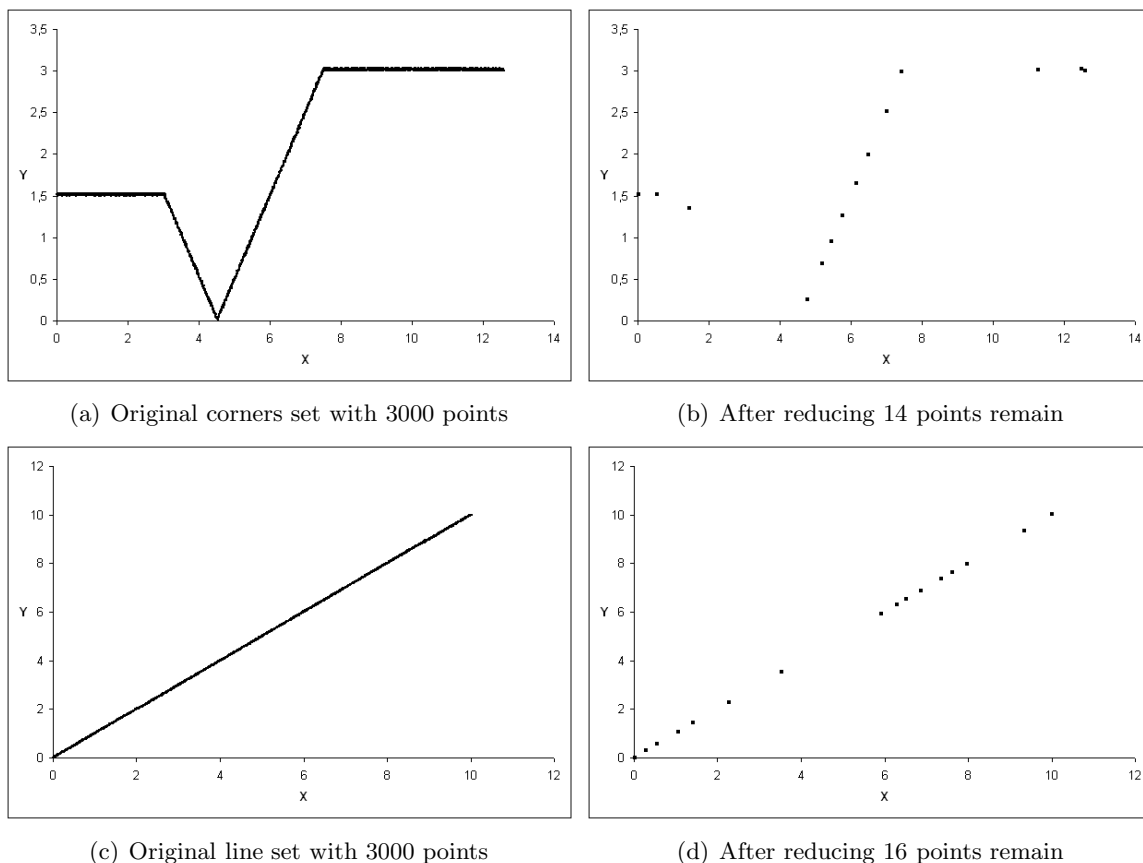 3,5
3
2,5
2
Y
1,5
1
0,5
0
0 2 4 6 8 10 12 14
X
3,5
3
2,5
2
Y
1,5
1
0,5
0
0 2 4 6 8 10 12 14
X
(a) Original corners set with 3000 points
(b) After reducing 14 points remain
12
10
8
Y 6
4
2
0
0 2 4 6 8 10 12
X
12
10
8
Y 6
4
2
0
0 2 4 6 8 10 12
X
(c) Original line set with 3000 points
(d) After reducing 16 points remain